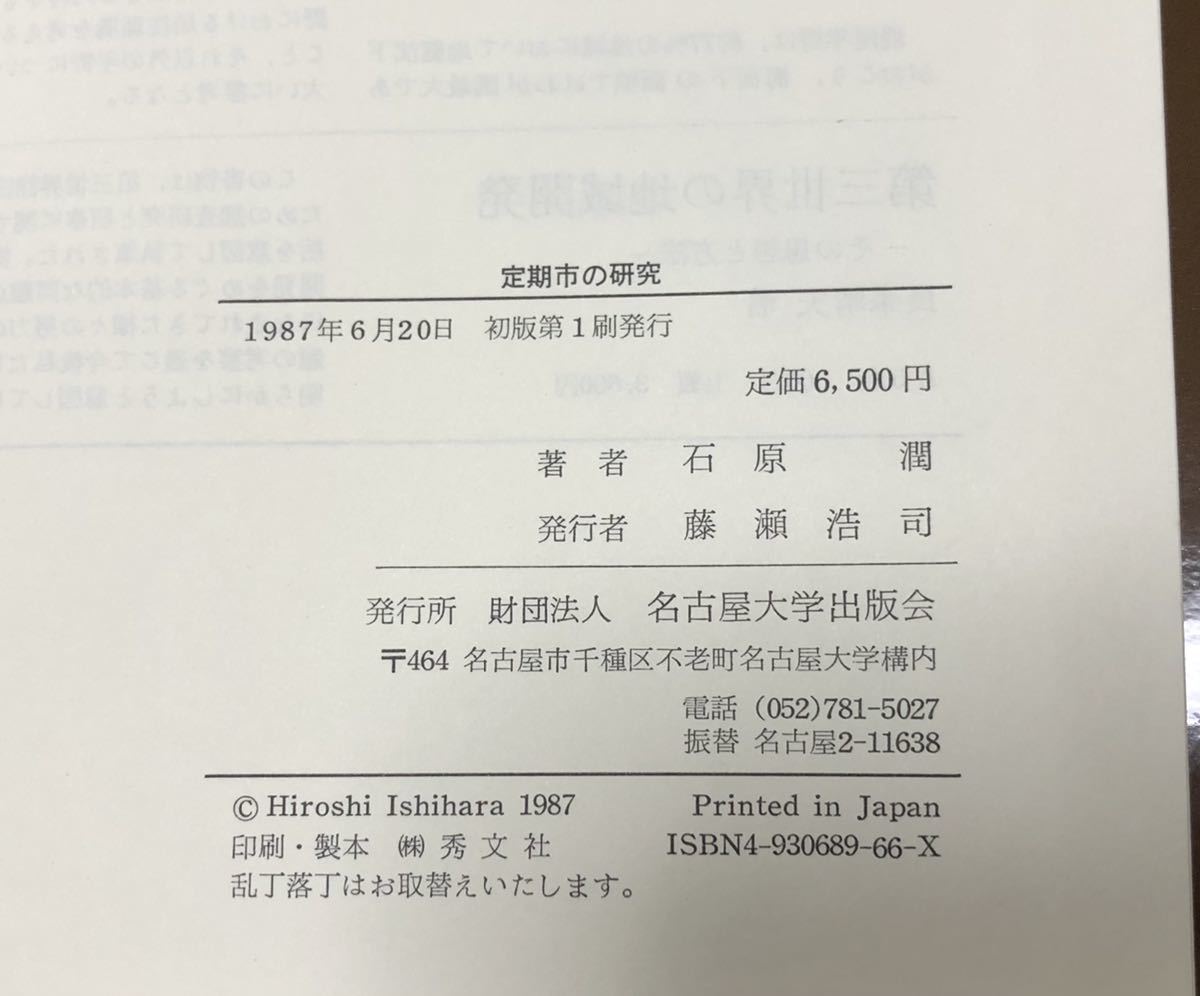 定期市の研究
1987年6月20日 初版第1刷発行
定価6,500円
著者 石原 潤
発行者 藤瀬浩司
発行所 財団法人 名古屋大学出版会
〒464 名古屋市千種区不老町名古屋大学構内
電話 (052)781-5027
振替 名古屋2-11638
© Hiroshi Ishihara 1987 Printed in Japan
印刷・製本 ㈱ 秀文社 ISBN4-930689-66-X
乱丁落丁はお取替えいたします。